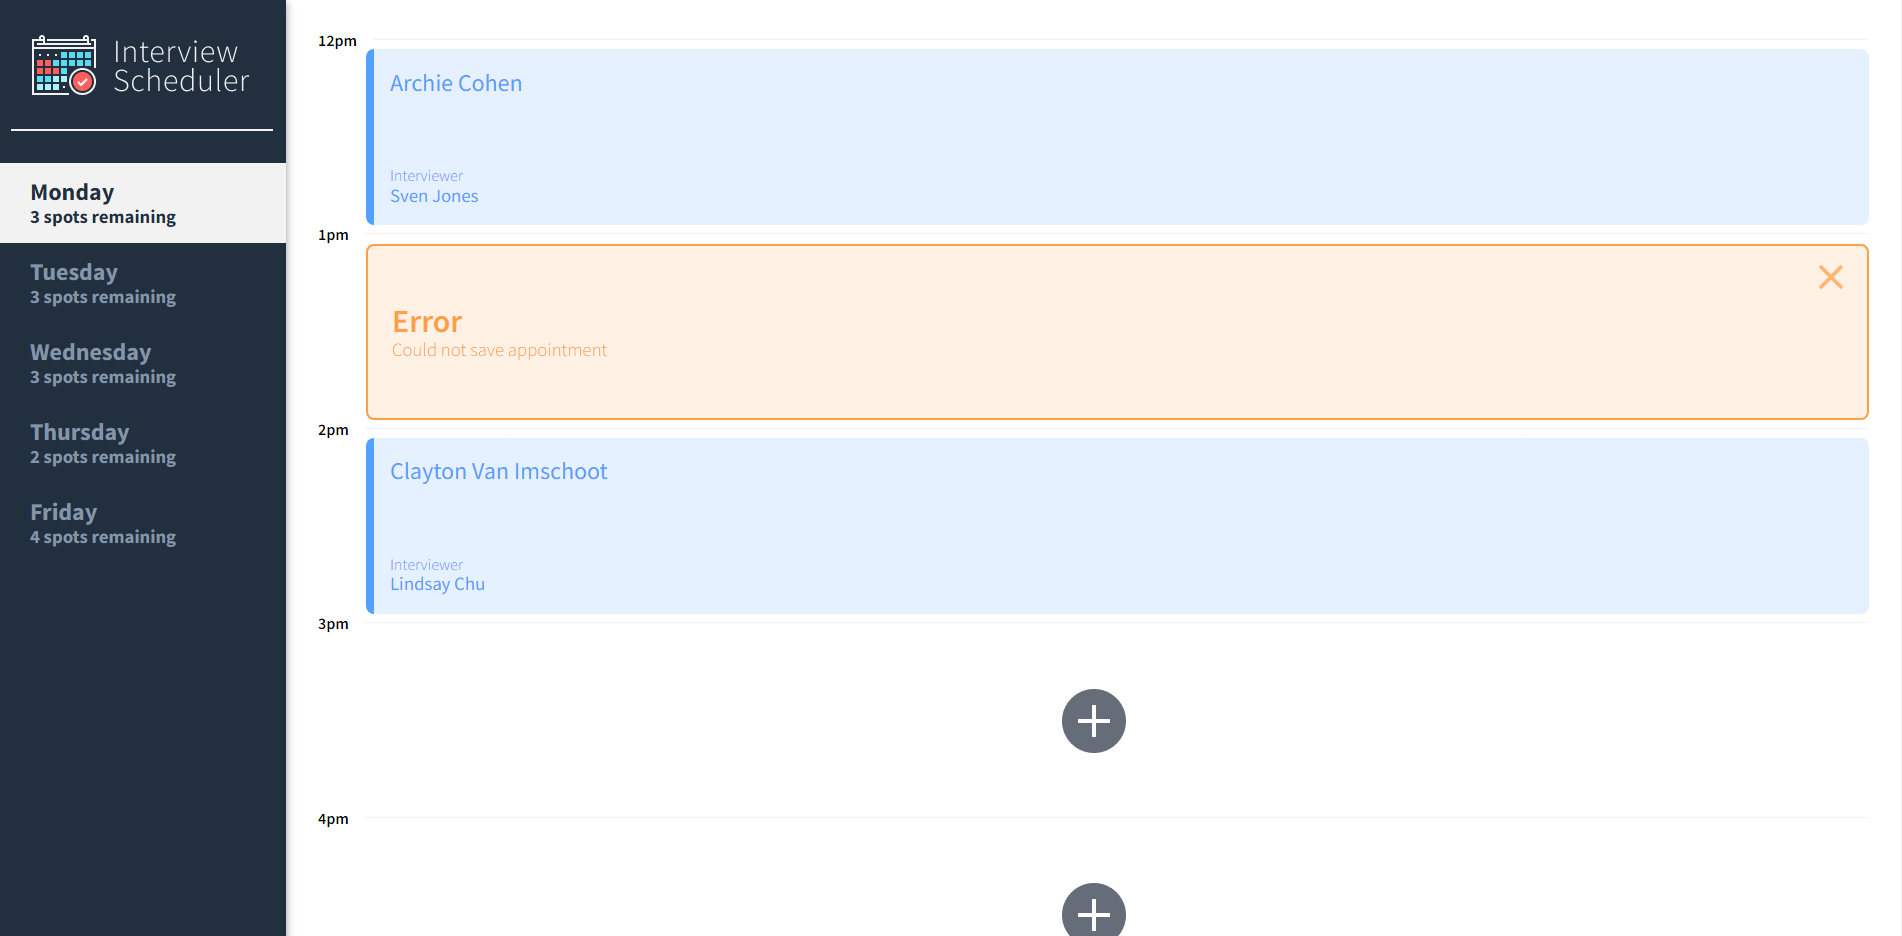 Interview
Scheduler
Monday
3 spots remaining
Tuesday
3 spots remaining
Wednesday
3 spots remaining
Thursday
2 spots remaining
Friday
4 spots remaining
12pm
Archie Cohen
Interviewer
Sven Jones
1pm
Error
Could not save appointment
2pm
Clayton Van Imschoot
Interviewer
Lindsay Chu
3pm
4pm